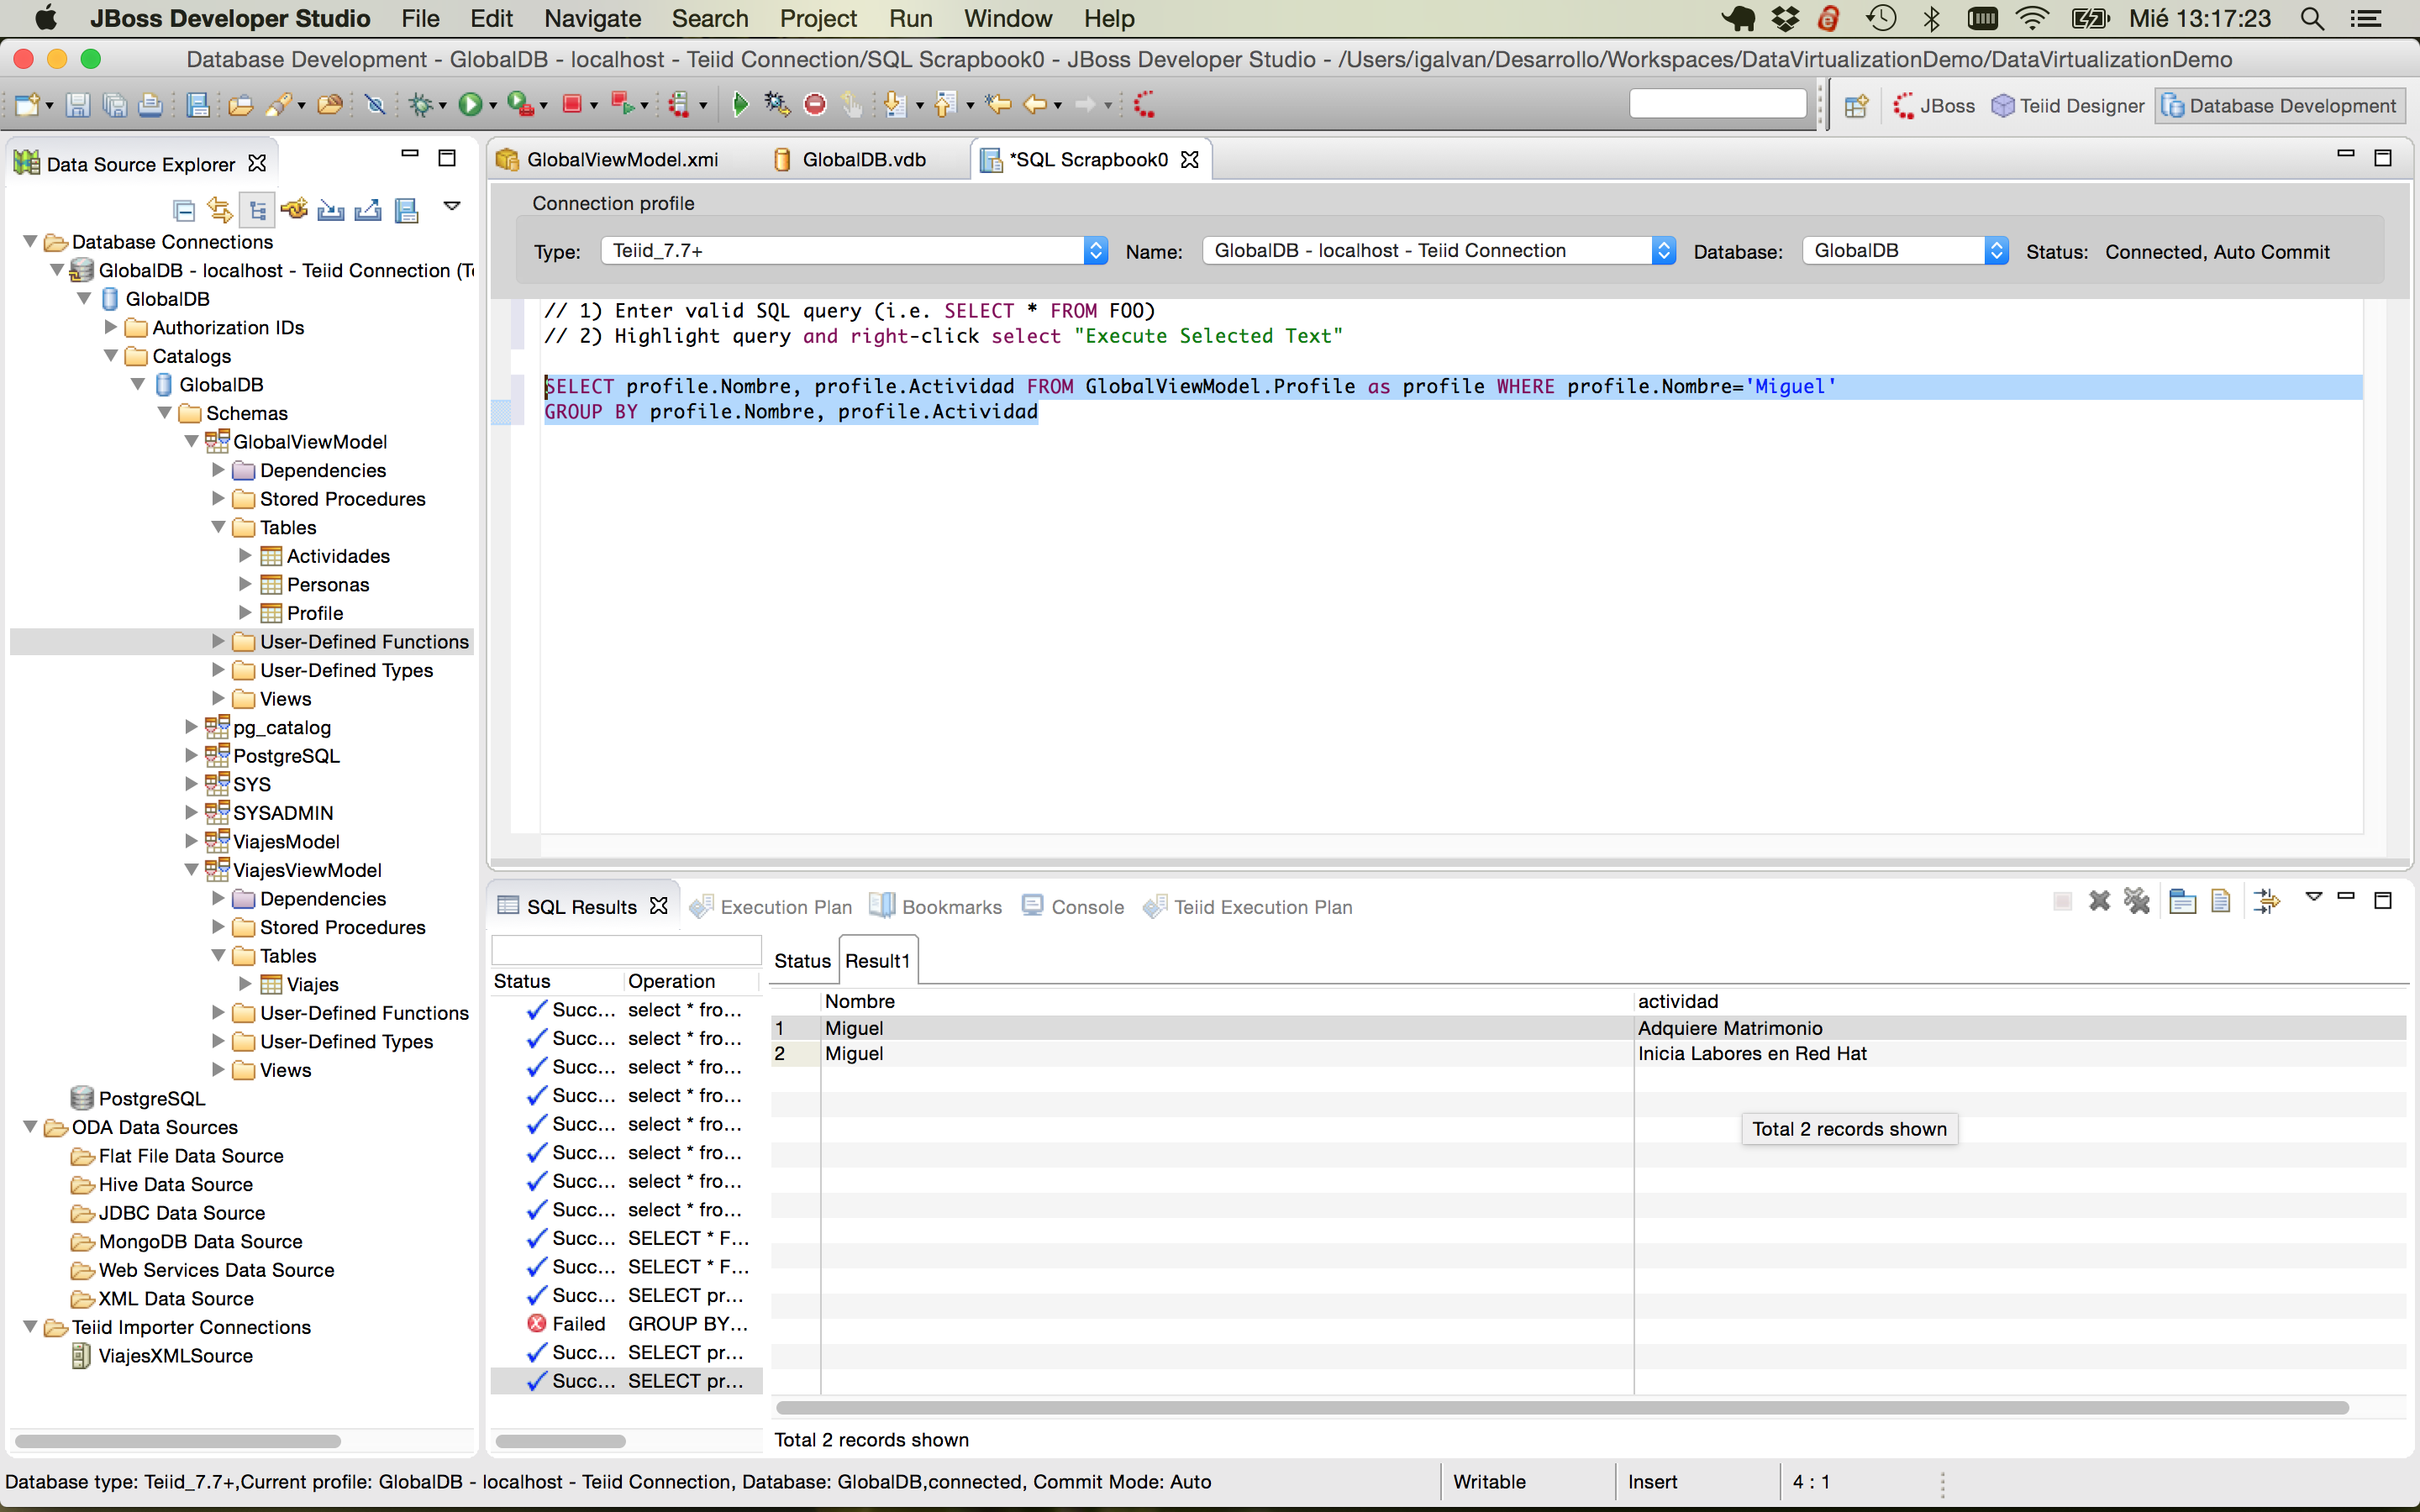 JBoss Developer Studio File Edit Navigate Search Project Run Window Help Mié 13:17:23
Database Development - GlobalDB - localhost - Teiid Connection/SQL Scrapbook0 - JBoss Developer Studio - /Users/igalvan/Desarrollo/Workspaces/DataVirtualizationDemo/DataVirtualizationDemo
JBoss Teiid Designer Database Development
Data Source Explorer
Database Connections
GlobalDB - localhost - Teiid Connection (T
GlobalDB
Authorization IDs
Catalogs
GlobalDB
Schemas
GlobalViewModel
Dependencies
Stored Procedures
Tables
Actividades
Personas
Profile
User-Defined Functions
User-Defined Types
Views
pg_catalog
PostgreSQL
SYS
SYSADMIN
ViajesModel
ViajesViewModel
Dependencies
Stored Procedures
Tables
Viajes
User-Defined Functions
User-Defined Types
Views
PostgreSQL
ODA Data Sources
Flat File Data Source
Hive Data Source
JDBC Data Source
MongoDB Data Source
Web Services Data Source
XML Data Source
Teiid Importer Connections
ViajesXMLSource
GlobalViewModel.xmi GlobalDB.vdb *SQL Scrapbook0
Connection profile
Type: Teiid_7.7+ Name: GlobalDB - localhost - Teiid Connection Database: GlobalDB Status: Connected, Auto Commit
// 1) Enter valid SQL query (i.e. SELECT * FROM FOO)
// 2) Highlight query and right-click select "Execute Selected Text"
SELECT profile.Nombre, profile.Actividad FROM GlobalViewModel.Profile as profile WHERE profile.Nombre='Miguel'
GROUP BY profile.Nombre, profile.Actividad
SQL Results Execution Plan Bookmarks Console Teiid Execution Plan
Status Operation
Succ... select * fro...
Succ... select * fro...
Succ... select * fro...
Succ... select * fro...
Succ... select * fro...
Succ... select * fro...
Succ... select * fro...
Succ... select * fro...
Succ... SELECT * F...
Succ... SELECT * F...
Succ... SELECT pr...
Failed GROUP BY...
Succ... SELECT pr...
Succ... SELECT pr...
Status Result1
Nombre actividad
1 Miguel Adquiere Matrimonio
2 Miguel Inicia Labores en Red Hat
Total 2 records shown
Total 2 records shown
Database type: Teiid_7.7+,Current profile: GlobalDB - localhost - Teiid Connection, Database: GlobalDB,connected, Commit Mode: Auto Writable Insert 4 : 1